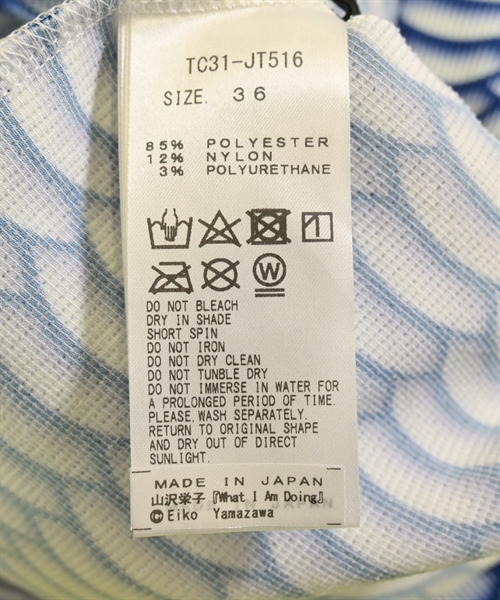 TC31-JT516
SIZE. 36
85% POLYESTER
12% NYLON
3% POLYURETHANE
W
DO NOT BLEACH
DRY IN SHADE
SHORT SPIN
DO NOT IRON
DO NOT DRY CLEAN
DO NOT TUNBLE DRY
DO NOT IMMERSE IN WATER FOR
A PROLONGED PERIOD OF TIME.
PLEASE,WASH SEPARATELY.
RETURN TO ORIGINAL SHAPE
AND DRY OUT OF DIRECT
SUNLIGHT.
MADE IN JAPAN
山沢栄子『What I Am Doing』
©Eiko Yamazawa